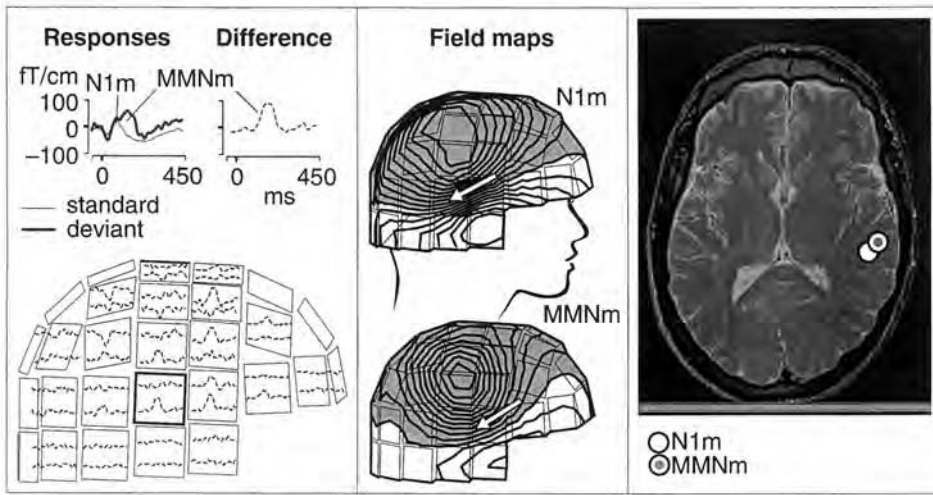 Responses Difference
fT/cm N1m MMNm
100
0
−100
0 450 0 450
ms
standard
deviant
Field maps
N1m
MMNm
N1m
MMNm